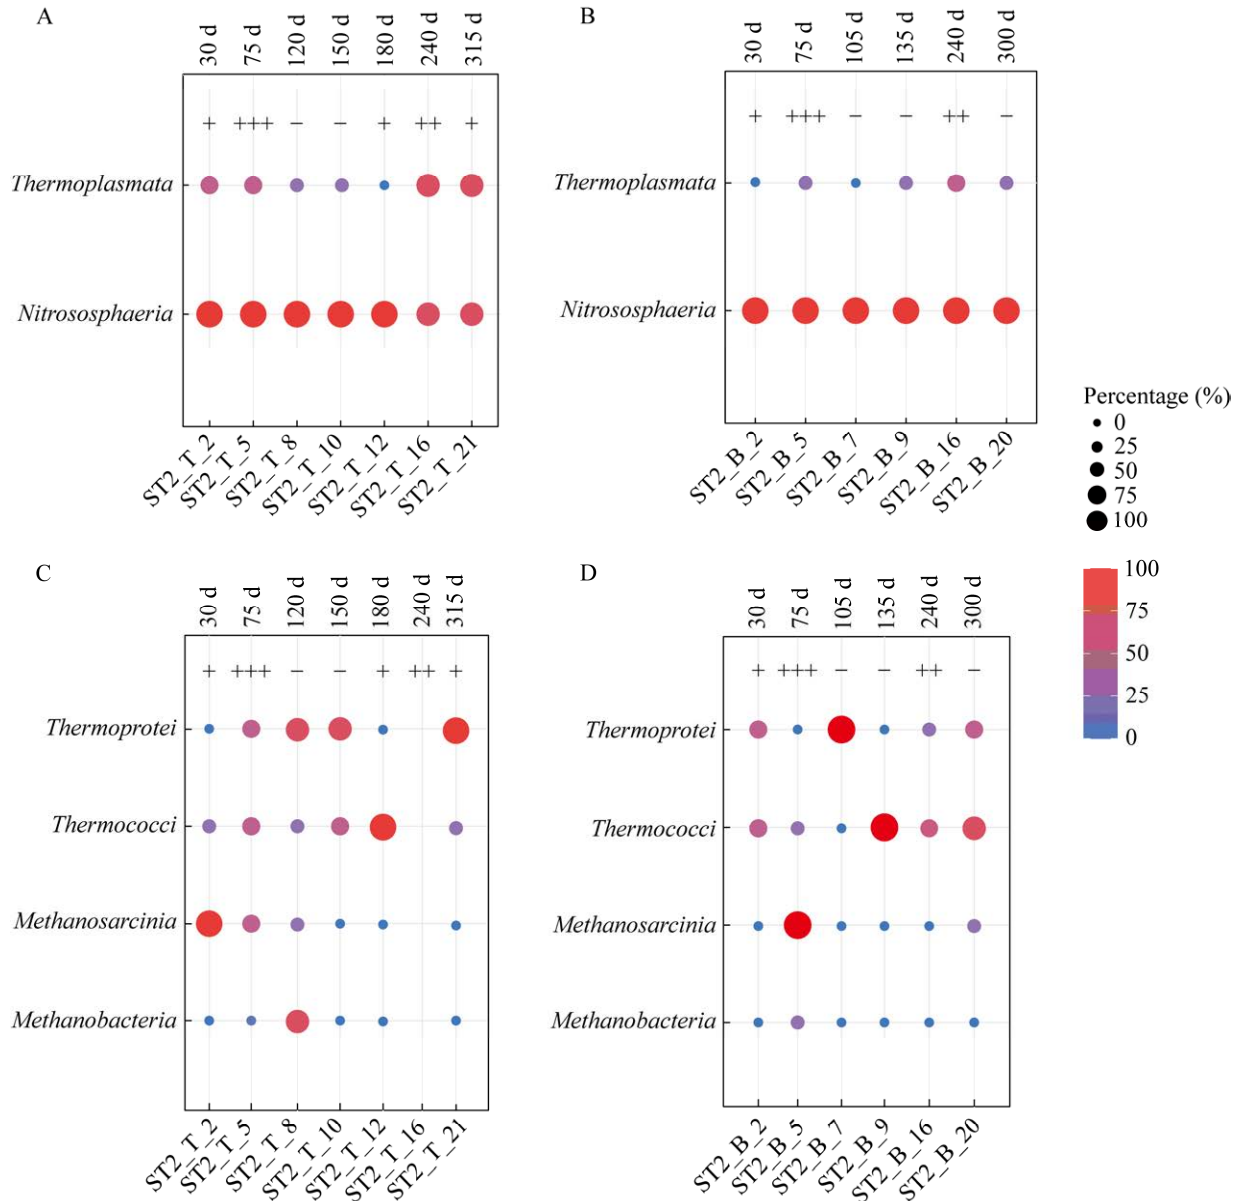 A
30 d 75 d 120 d 150 d 180 d 240 d 315 d
+ +++ − − + ++ +
Thermoplasmata
Nitrososphaeria
ST2_T_2 ST2_T_5 ST2_T_8 ST2_T_10 ST2_T_12 ST2_T_16 ST2_T_21
B
30 d 75 d 105 d 135 d 240 d 300 d
+ +++ − − ++ −
Thermoplasmata
Nitrososphaeria
ST2_B_2 ST2_B_5 ST2_B_7 ST2_B_9 ST2_B_16 ST2_B_20
Percentage (%)
0
25
50
75
100
100
75
50
25
0
C
30 d 75 d 120 d 150 d 180 d 240 d 315 d
+ +++ − − + ++ +
Thermoprotei
Thermococci
Methanosarcinia
Methanobacteria
ST2_T_2 ST2_T_5 ST2_T_8 ST2_T_10 ST2_T_12 ST2_T_16 ST2_T_21
D
30 d 75 d 105 d 135 d 240 d 300 d
+ +++ − − ++ −
Thermoprotei
Thermococci
Methanosarcinia
Methanobacteria
ST2_B_2 ST2_B_5 ST2_B_7 ST2_B_9 ST2_B_16 ST2_B_20